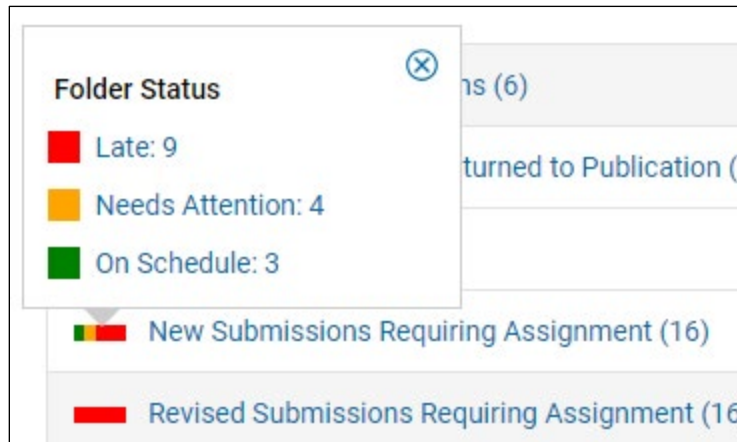 Folder Status
Late: 9
Needs Attention: 4
On Schedule: 3
ns (6)
turned to Publication (
New Submissions Requiring Assignment (16)
Revised Submissions Requiring Assignment (16